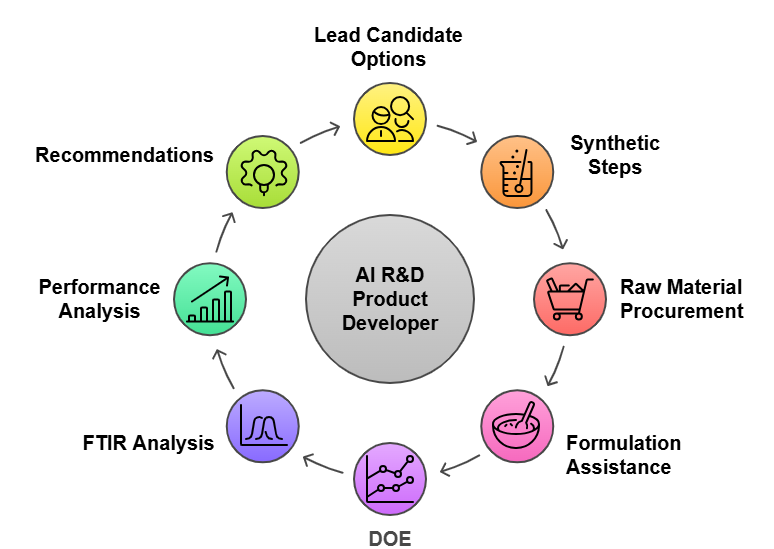 Lead Candidate
Options
Synthetic
Steps
Raw Material
Procurement
Formulation
Assistance
DOE
FTIR Analysis
Performance
Analysis
Recommendations
AI R&D
Product
Developer